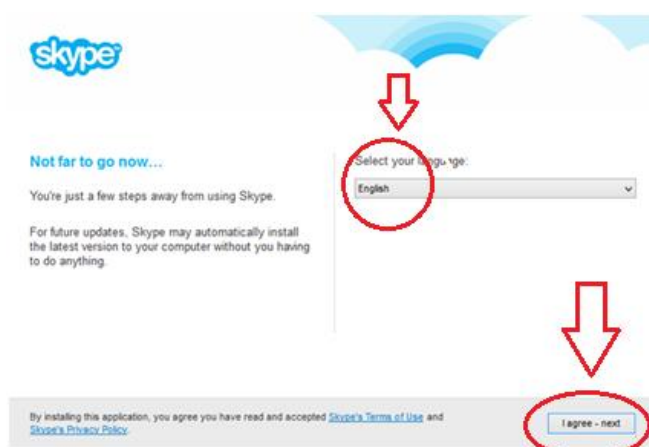 skype
Not far to go now...
You're just a few steps away from using Skype.
For future updates, Skype may automatically install
the latest version to your computer without you having
to do anything.
Select your language:
English
By installing this application, you agree you have read and accepted Skype's Terms of Use and
Skype's Privacy Policy.
I agree - next